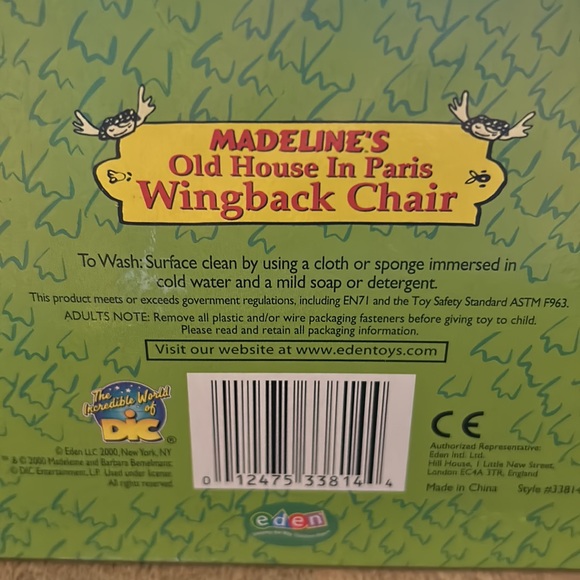 MADELINE'S
Old House In Paris
Wingback Chair
To Wash: Surface clean by using a cloth or sponge immersed in
cold water and a mild soap or detergent.
This product meets or exceeds government regulations, including EN71 and the Toy Safety Standard ASTM F963.
ADULTS NOTE: Remove all plastic and/or wire packaging fasteners before giving toy to child.
Please read and retain all packaging information.
Visit our website at www.edentoys.com
The
Incredible World
of
DiC
®
© Eden LLC 2000, New York, NY
™ & © 2000 Madeleine and Barbara Bemelmans.
© DiC Entertainment, L.P. Used under license.
All rights reserved.
0 12475 33814 4
CE
Authorized Representative:
Eden Intl. Ltd.
Hill House, 1 Little New Street,
London EC4A 3TR, England
Made in China Style #3381
eden